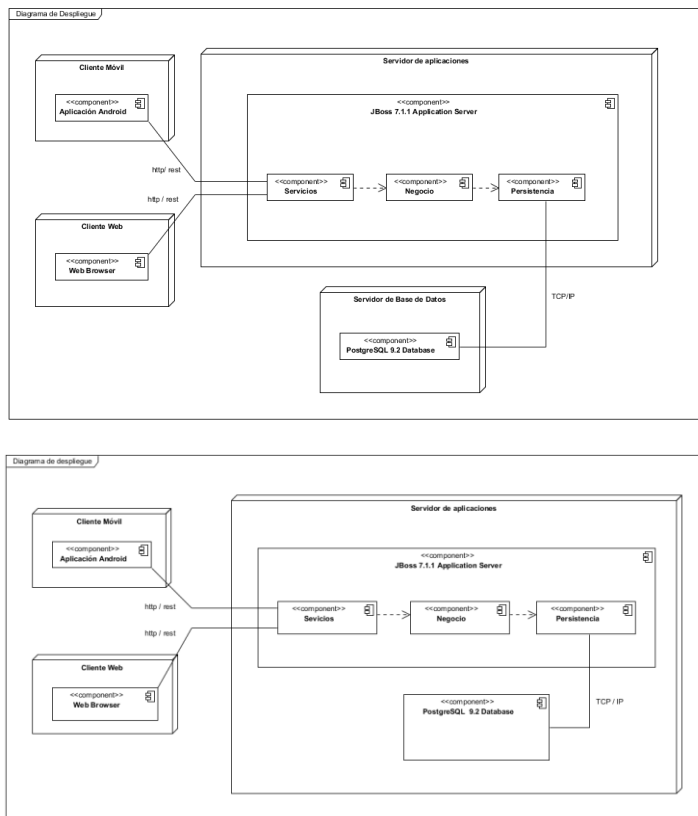 Diagrama de Despliegue
Servidor de aplicaciones
Cliente Móvil
<<component>>
Aplicación Android
<<component>>
JBoss 7.1.1 Application Server
http/ rest
<<component>>
Servicios
<<component>>
Negocio
<<component>>
Persistencia
http / rest
Cliente Web
<<component>>
Web Browser
TCP/IP
Servidor de Base de Datos
<<component>>
PostgreSQL 9.2 Database
Diagrama de despliegue
Servidor de aplicaciones
Cliente Móvil
<<component>>
Aplicación Android
<<component>>
JBoss 7.1.1 Application Server
http / rest
<<component>>
Sevicios
<<component>>
Negocio
<<component>>
Persistencia
http / rest
Cliente Web
<<component>>
Web Browser
<<component>>
PostgreSQL 9.2 Database
TCP / IP